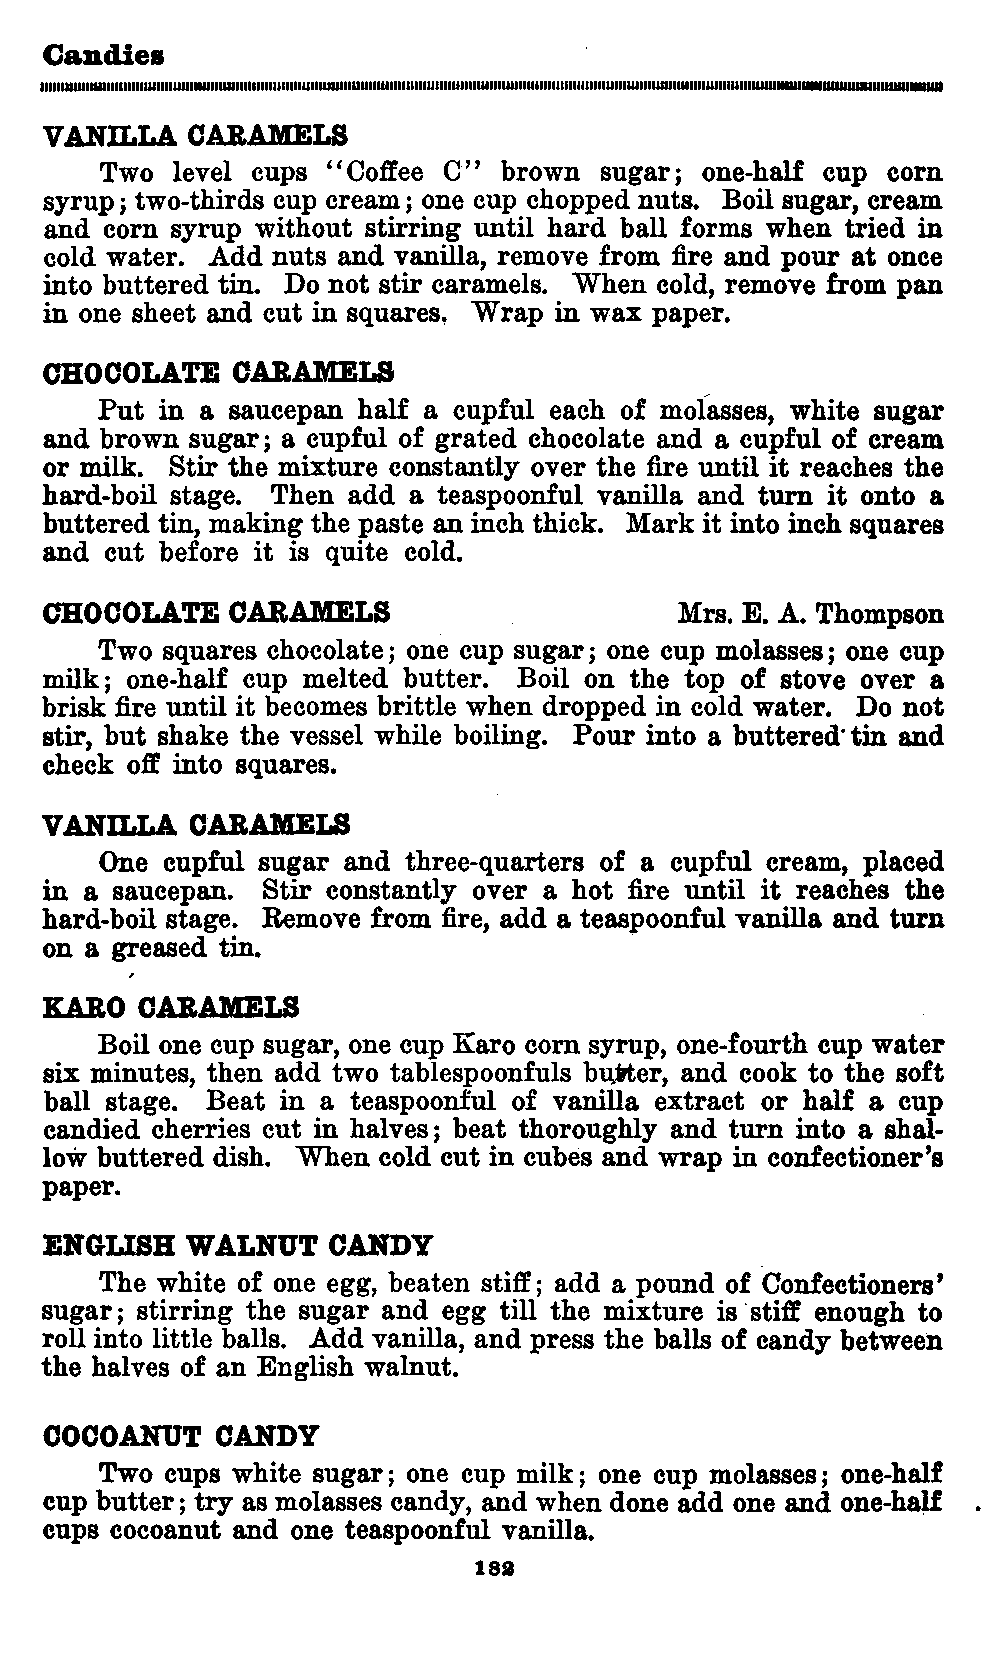 Candies
VANILLA CARAMELS
Two level cups "Coffee C" brown sugar; one-half cup corn
syrup; two-thirds cup cream; one cup chopped nuts. Boil sugar, cream
and corn syrup without stirring until hard ball forms when tried in
cold water. Add nuts and vanilla, remove from fire and pour at once
into buttered tin. Do not stir caramels. When cold, remove from pan
in one sheet and cut in squares. Wrap in wax paper.
CHOCOLATE CARAMELS
Put in a saucepan half a cupful each of molasses, white sugar
and brown sugar; a cupful of grated chocolate and a cupful of cream
or milk. Stir the mixture constantly over the fire until it reaches the
hard-boil stage. Then add a teaspoonful vanilla and turn it onto a
buttered tin, making the paste an inch thick. Mark it into inch squares
and cut before it is quite cold.
CHOCOLATE CARAMELS Mrs. E. A. Thompson
Two squares chocolate; one cup sugar; one cup molasses; one cup
milk; one-half cup melted butter. Boil on the top of stove over a
brisk fire until it becomes brittle when dropped in cold water. Do not
stir, but shake the vessel while boiling. Pour into a buttered tin and
check off into squares.
VANILLA CARAMELS
One cupful sugar and three-quarters of a cupful cream, placed
in a saucepan. Stir constantly over a hot fire until it reaches the
hard-boil stage. Remove from fire, add a teaspoonful vanilla and turn
on a greased tin.
KARO CARAMELS
Boil one cup sugar, one cup Karo corn syrup, one-fourth cup water
six minutes, then add two tablespoonfuls butter, and cook to the soft
ball stage. Beat in a teaspoonful of vanilla extract or half a cup
candied cherries cut in halves; beat thoroughly and turn into a shal-
low buttered dish. When cold cut in cubes and wrap in confectioner's
paper.
ENGLISH WALNUT CANDY
The white of one egg, beaten stiff; add a pound of Confectioners'
sugar; stirring the sugar and egg till the mixture is stiff enough to
roll into little balls. Add vanilla, and press the balls of candy between
the halves of an English walnut.
COCOANUT CANDY
Two cups white sugar; one cup milk; one cup molasses; one-half
cup butter; try as molasses candy, and when done add one and one-half
cups cocoanut and one teaspoonful vanilla.
182